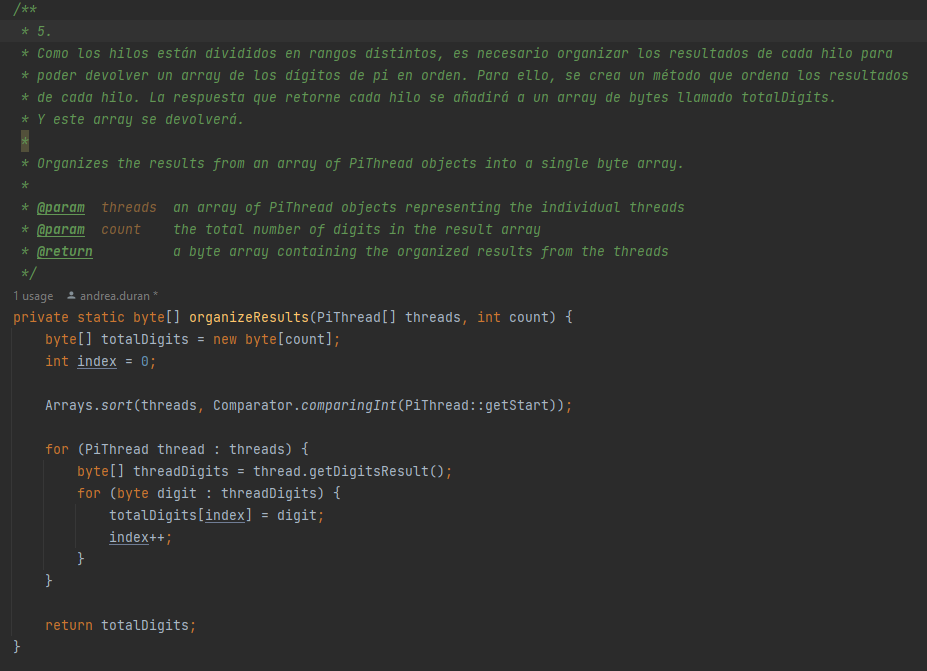 /**
 * 5.
 * Como los hilos están divididos en rangos distintos, es necesario organizar los resultados de cada hilo para
 * poder devolver un array de los dígitos de pi en orden. Para ello, se crea un método que ordena los resultados
 * de cada hilo. La respuesta que retorne cada hilo se añadirá a un array de bytes llamado totalDigits.
 * Y este array se devolverá.
 *
 * Organizes the results from an array of PiThread objects into a single byte array.
 *
 * @param  threads  an array of PiThread objects representing the individual threads
 * @param  count    the total number of digits in the result array
 * @return          a byte array containing the organized results from the threads
 */
1 usage  andrea.duran *
private static byte[] organizeResults(PiThread[] threads, int count) {
    byte[] totalDigits = new byte[count];
    int index = 0;

    Arrays.sort(threads, Comparator.comparingInt(PiThread::getStart));

    for (PiThread thread : threads) {
        byte[] threadDigits = thread.getDigitsResult();
        for (byte digit : threadDigits) {
            totalDigits[index] = digit;
            index++;
        }
    }

    return totalDigits;
}